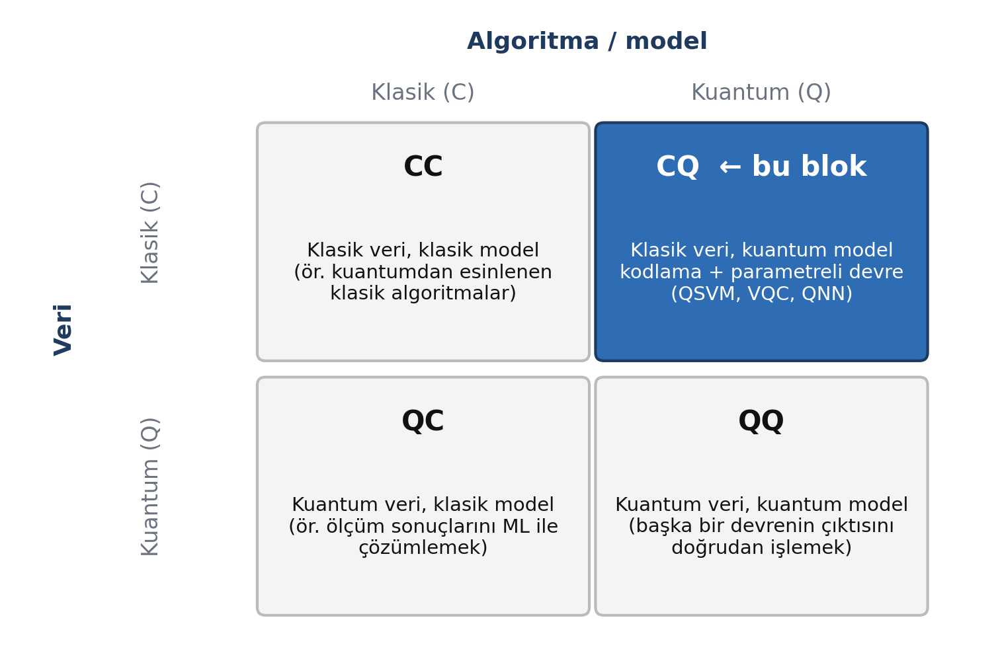 Algoritma / model
Klasik (C)
Kuantum (Q)
Veri
Klasik (C)
CC
Klasik veri, klasik model
(ör. kuantumdan esinlenen
klasik algoritmalar)
CQ ← bu blok
Klasik veri, kuantum model
kodlama + parametreli devre
(QSVM, VQC, QNN)
Kuantum (Q)
QC
Kuantum veri, klasik model
(ör. ölçüm sonuçlarını ML ile
çözümlemek)
QQ
Kuantum veri, kuantum model
(başka bir devrenin çıktısını
doğrudan işlemek)